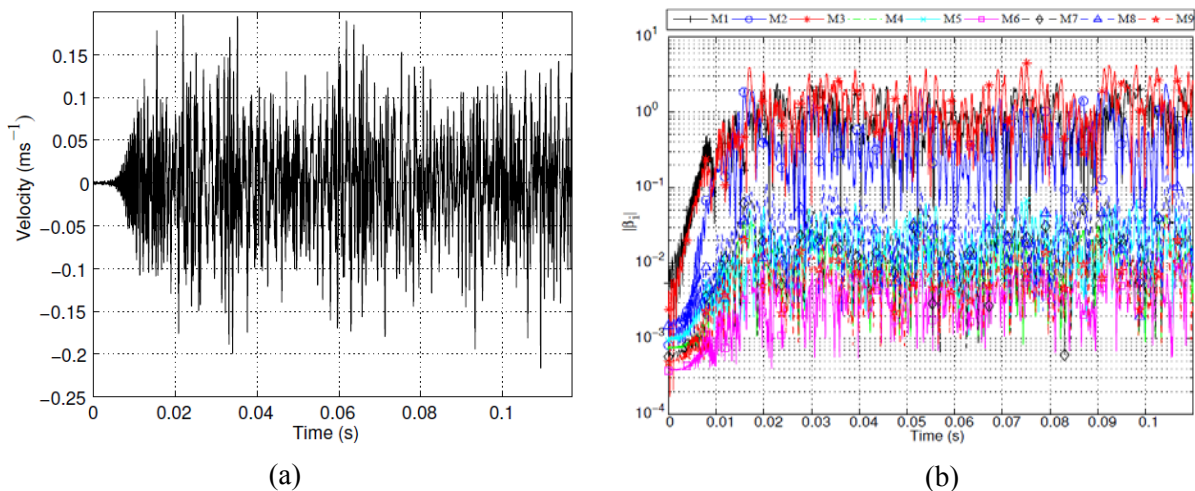 M1 M2 M3 M4 M5 M6 M7 M8 M9
Velocity (ms⁻¹)
0.15
0.1
0.05
0
−0.05
−0.1
−0.15
−0.2
−0.25
0 0.02 0.04 0.06 0.08 0.1
Time (s)
(a)
|β_i|
10¹
10⁰
10⁻¹
10⁻²
10⁻³
10⁻⁴
0 0.01 0.02 0.03 0.04 0.05 0.06 0.07 0.08 0.09 0.1
Time (s)
(b)